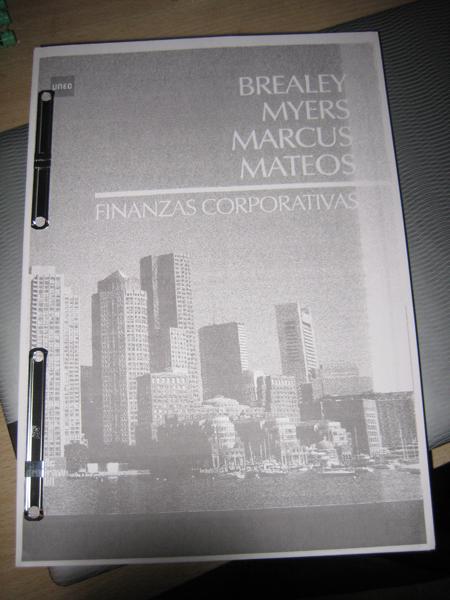 UNED
BREALEY
MYERS
MARCUS
MATEOS
FINANZAS CORPORATIVAS